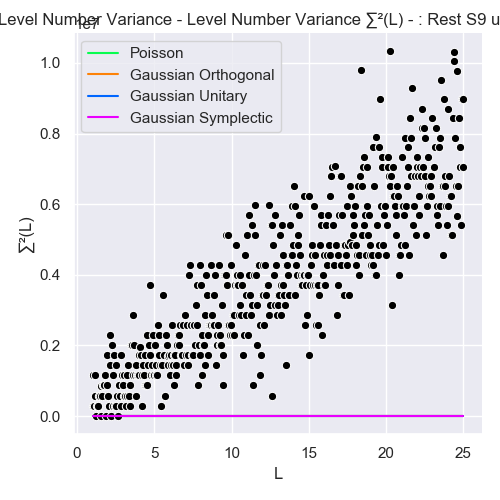 Level Number Variance - Level Number Variance ∑²(L) - : Rest S9 u
1e7
Poisson
Gaussian Orthogonal
Gaussian Unitary
Gaussian Symplectic
1.0
0.8
0.6
0.4
0.2
0.0
∑²(L)
0 5 10 15 20 25
L